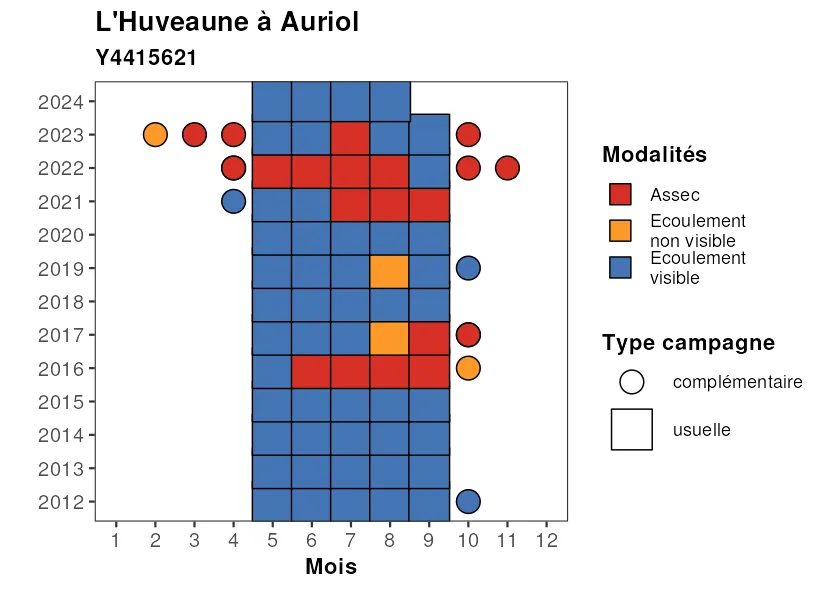 L'Huveaune à Auriol
Y4415621
2024
2023
2022
2021
2020
2019
2018
2017
2016
2015
2014
2013
2012
1 2 3 4 5 6 7 8 9 10 11 12
Mois
Modalités
Assec
Ecoulement
non visible
Ecoulement
visible
Type campagne
complémentaire
usuelle